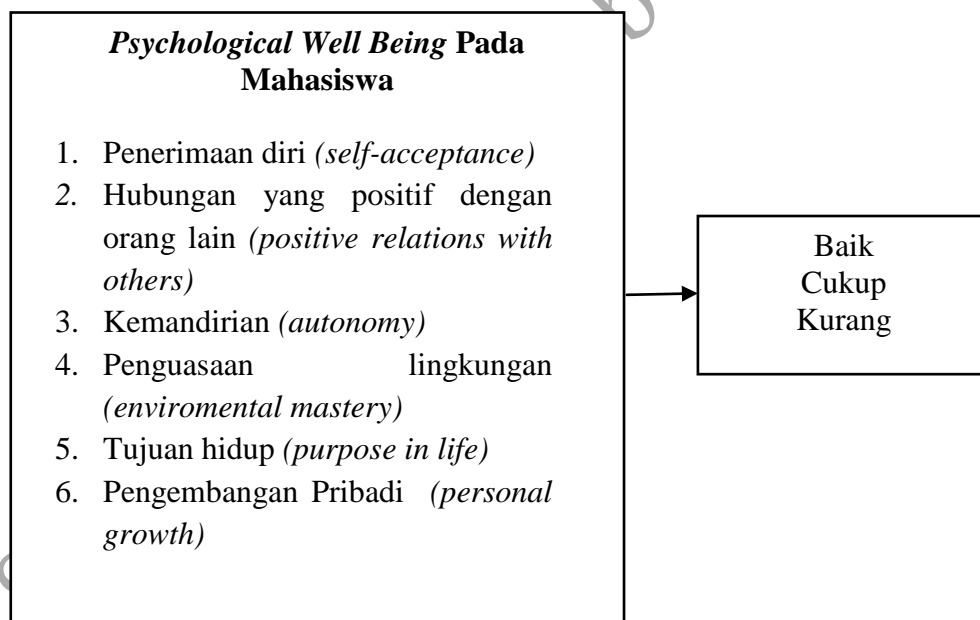 Psychological Well Being Pada
Mahasiswa
1. Penerimaan diri (self-acceptance)
2. Hubungan yang positif dengan
orang lain (positive relations with
others)
3. Kemandirian (autonomy)
4. Penguasaan lingkungan
(enviromental mastery)
5. Tujuan hidup (purpose in life)
6. Pengembangan Pribadi (personal
growth)
Baik
Cukup
Kurang